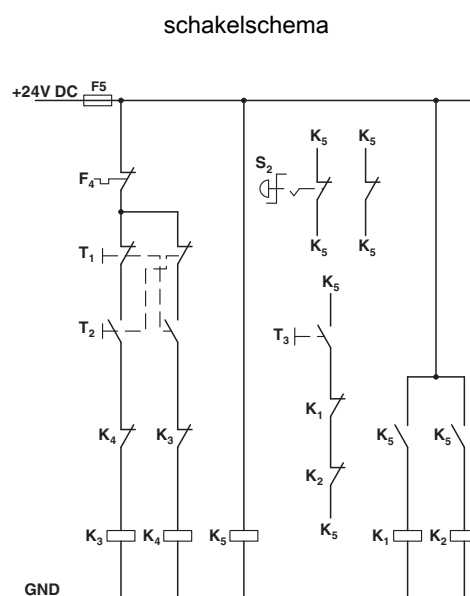 schakelschema
+24V DC F5
K₅ K₅
S₂
F₄
K₅ K₅
T₁
K₅
T₂ T₃
K₁
K₄ K₃ K₅ K₅
K₂
K₅
K₃ K₄ K₅ K₁ K₂
GND